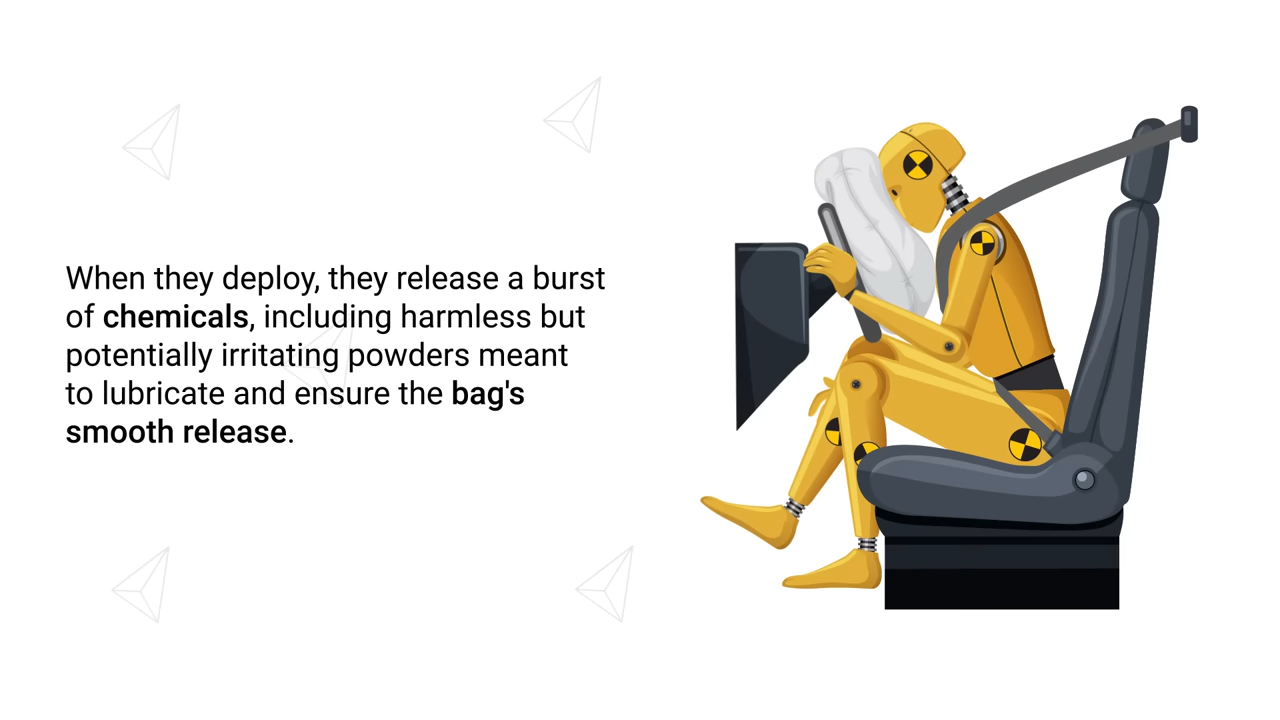 When they deploy, they release a burst
of chemicals, including harmless but
potentially irritating powders meant
to lubricate and ensure the bag's
smooth release.